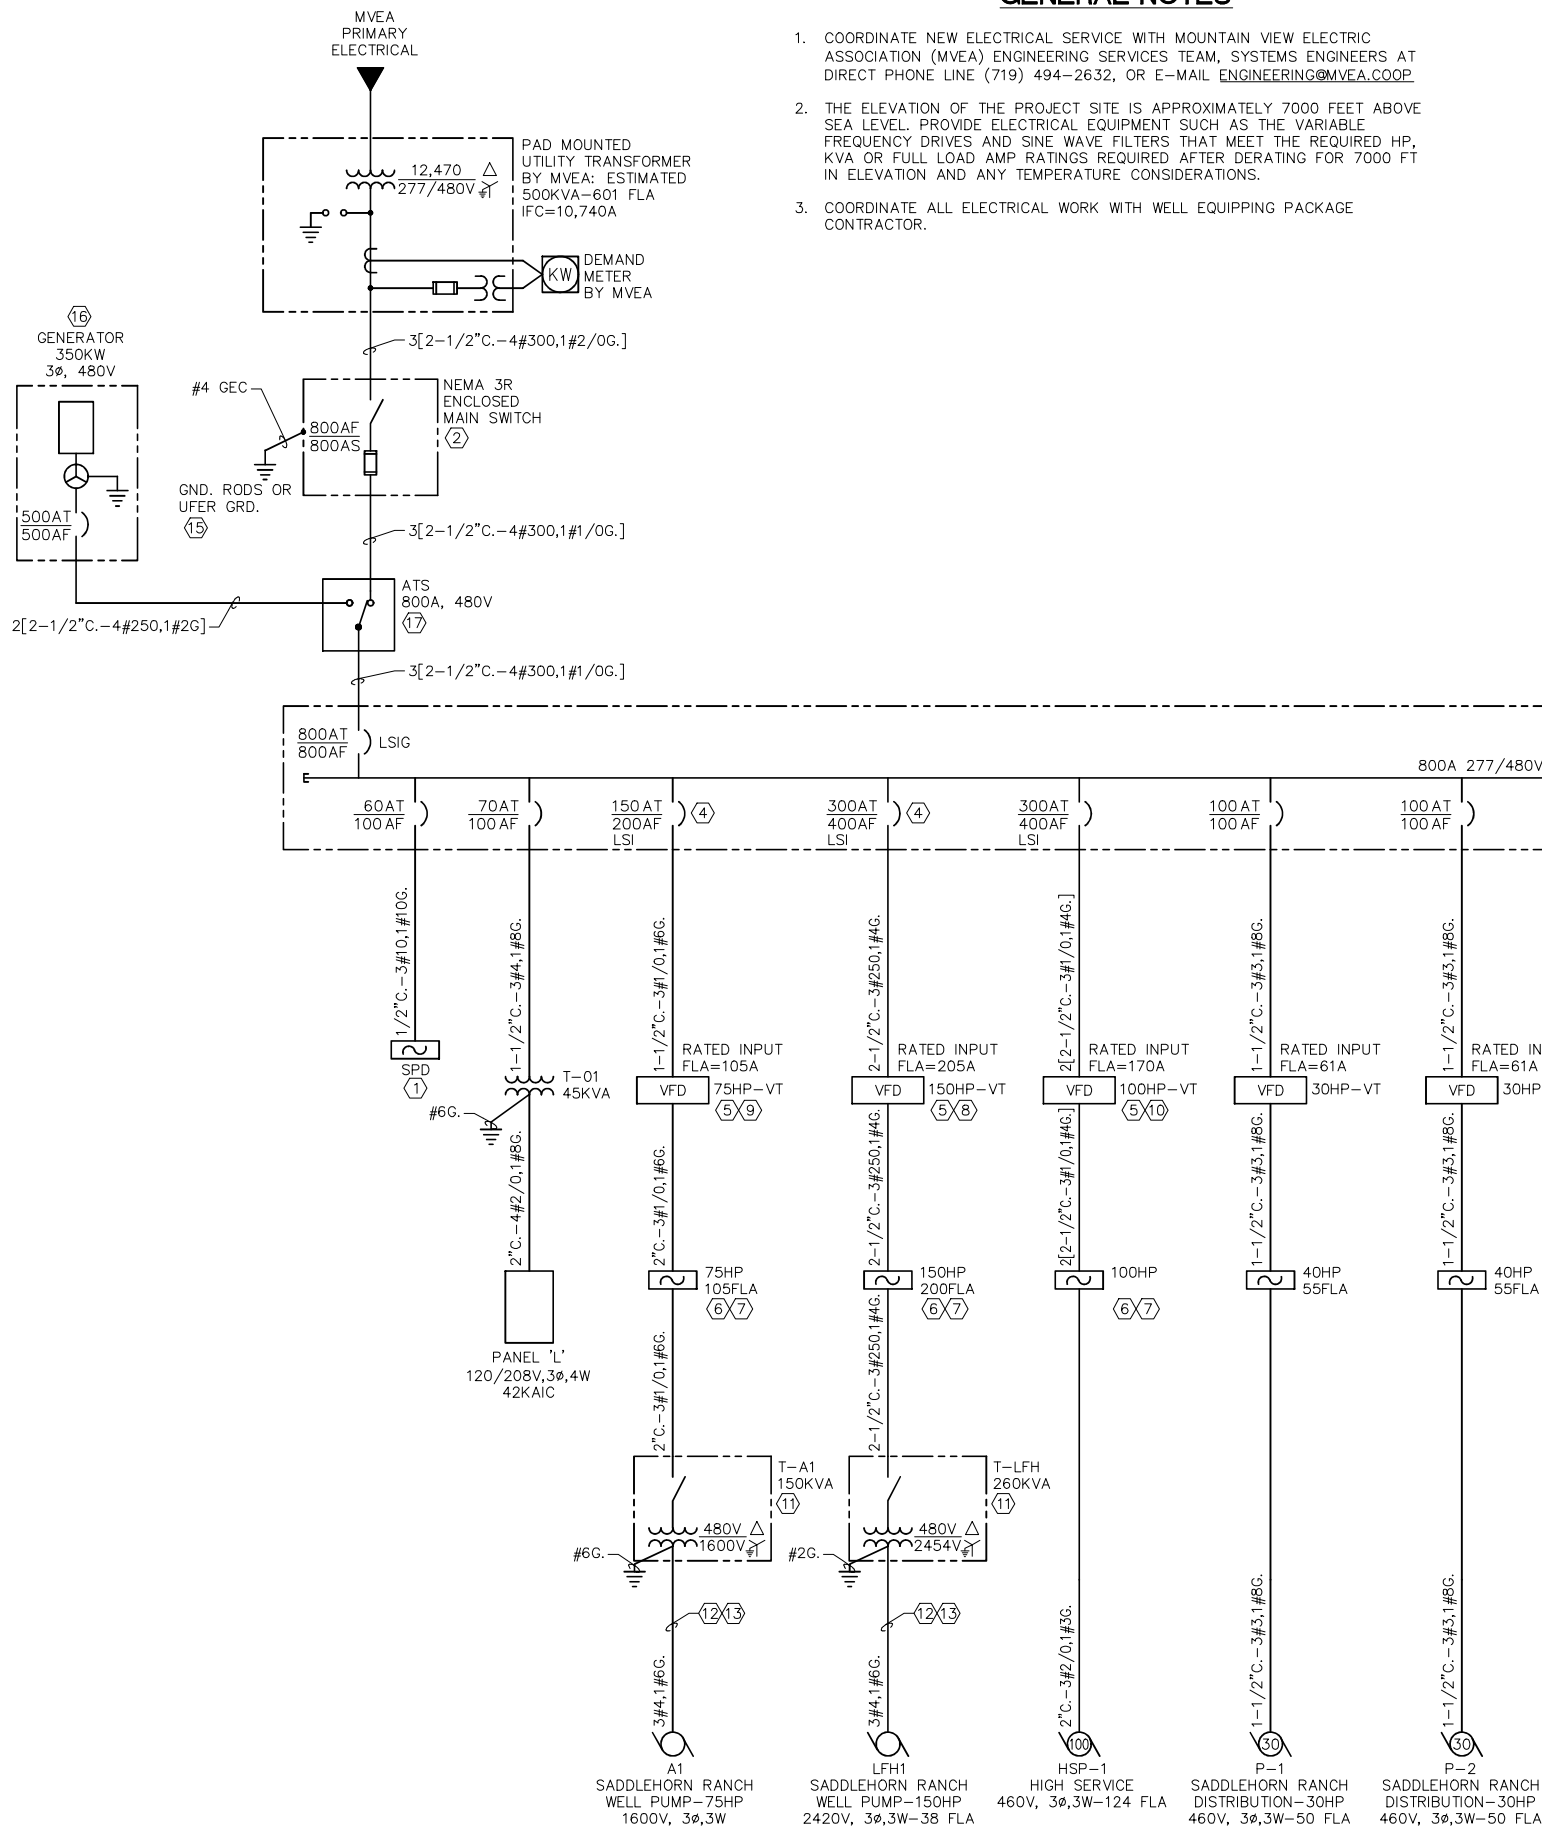 GENERAL NOTES
1. COORDINATE NEW ELECTRICAL SERVICE WITH MOUNTAIN VIEW ELECTRIC
ASSOCIATION (MVEA) ENGINEERING SERVICES TEAM, SYSTEMS ENGINEERS AT
DIRECT PHONE LINE (719) 494-2632, OR E-MAIL ENGINEERING@MVEA.COOP
2. THE ELEVATION OF THE PROJECT SITE IS APPROXIMATELY 7000 FEET ABOVE
SEA LEVEL. PROVIDE ELECTRICAL EQUIPMENT SUCH AS THE VARIABLE
FREQUENCY DRIVES AND SINE WAVE FILTERS THAT MEET THE REQUIRED HP,
KVA OR FULL LOAD AMP RATINGS REQUIRED AFTER DERATING FOR 7000 FT
IN ELEVATION AND ANY TEMPERATURE CONSIDERATIONS.
3. COORDINATE ALL ELECTRICAL WORK WITH WELL EQUIPPING PACKAGE
CONTRACTOR.
MVEA
PRIMARY
ELECTRICAL
12,470
277/480V
PAD MOUNTED
UTILITY TRANSFORMER
BY MVEA: ESTIMATED
500KVA-601 FLA
IFC=10,740A
KW
DEMAND
METER
BY MVEA
3[2-1/2"C.-4#300,1#2/0G.]
16
GENERATOR
350KW
3ø, 480V
500AT
500AF
#4 GEC
800AF
800AS
NEMA 3R
ENCLOSED
MAIN SWITCH
2
GND. RODS OR
UFER GRD.
15
3[2-1/2"C.-4#300,1#1/0G.]
ATS
800A, 480V
17
2[2-1/2"C.-4#250,1#2G]
3[2-1/2"C.-4#300,1#1/0G.]
800AT
800AF
LSIG
800A 277/480V
60AT
100AF
70AT
100AF
150AT
200AF
LSI
4
300AT
400AF
LSI
4
300AT
400AF
LSI
100AT
100AF
100AT
100AF
1/2"C.-3#10,1#10G.
1-1/2"C.-3#4,1#8G.
1-1/2"C.-3#1/0,1#6G.
2-1/2"C.-3#250,1#4G.
2[2-1/2"C.-3#1/0,1#4G.]
1-1/2"C.-3#3,1#8G.
1-1/2"C.-3#3,1#8G.
SPD
1
T-01
45KVA
#6G.
RATED INPUT
FLA=105A
VFD
75HP-VT
5
9
RATED INPUT
FLA=205A
VFD
150HP-VT
5
8
RATED INPUT
FLA=170A
VFD
100HP-VT
5
10
RATED INPUT
FLA=61A
VFD
30HP-VT
RATED IN
FLA=61A
VFD
30HP
2"C.-4#2/0,1#8G.
2"C.-3#1/0,1#6G.
2-1/2"C.-3#250,1#4G.
2[2-1/2"C.-3#1/0,1#4G]
1-1/2"C.-3#3,1#8G.
1-1/2"C.-3#3,1#8G.
PANEL 'L'
120/208V,3ø,4W
42KAIC
75HP
105FLA
6
7
150HP
200FLA
6
7
100HP
6
7
40HP
55FLA
40HP
55FLA
2"C.-3#1/0,1#6G.
2-1/2"C.-3#250,1#4G.
T-A1
150KVA
11
480V
1600V
#6G.
T-LFH
260KVA
11
480V
2454V
#2G.
12
13
12
13
3#4,1#6G.
3#4,1#6G.
2"C.-3#2/0,1#3G.
1-1/2"C.-3#3,1#8G.
1-1/2"C.-3#3,1#8G.
A1
SADDLEHORN RANCH
WELL PUMP-75HP
1600V, 3ø,3W
LFH1
SADDLEHORN RANCH
WELL PUMP-150HP
2420V, 3ø,3W-38 FLA
100
HSP-1
HIGH SERVICE
460V, 3ø,3W-124 FLA
30
P-1
SADDLEHORN RANCH
DISTRIBUTION-30HP
460V, 3ø,3W-50 FLA
30
P-2
SADDLEHORN RANCH
DISTRIBUTION-30HP
460V, 3ø,3W-50 FLA